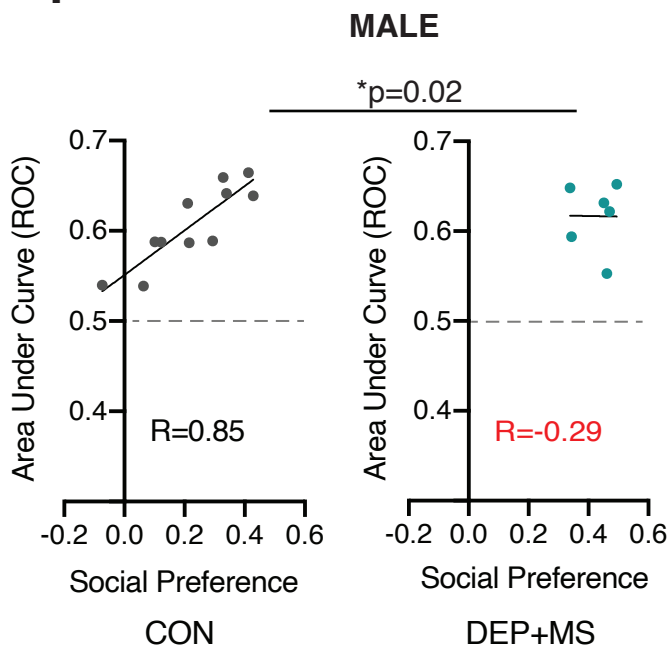 MALE
*p=0.02
Area Under Curve (ROC)
0.7
0.6
0.5
0.4
R=0.85
-0.2 0.0 0.2 0.4 0.6
Social Preference
CON
Area Under Curve (ROC)
0.7
0.6
0.5
0.4
R=-0.29
-0.2 0.0 0.2 0.4 0.6
Social Preference
DEP+MS